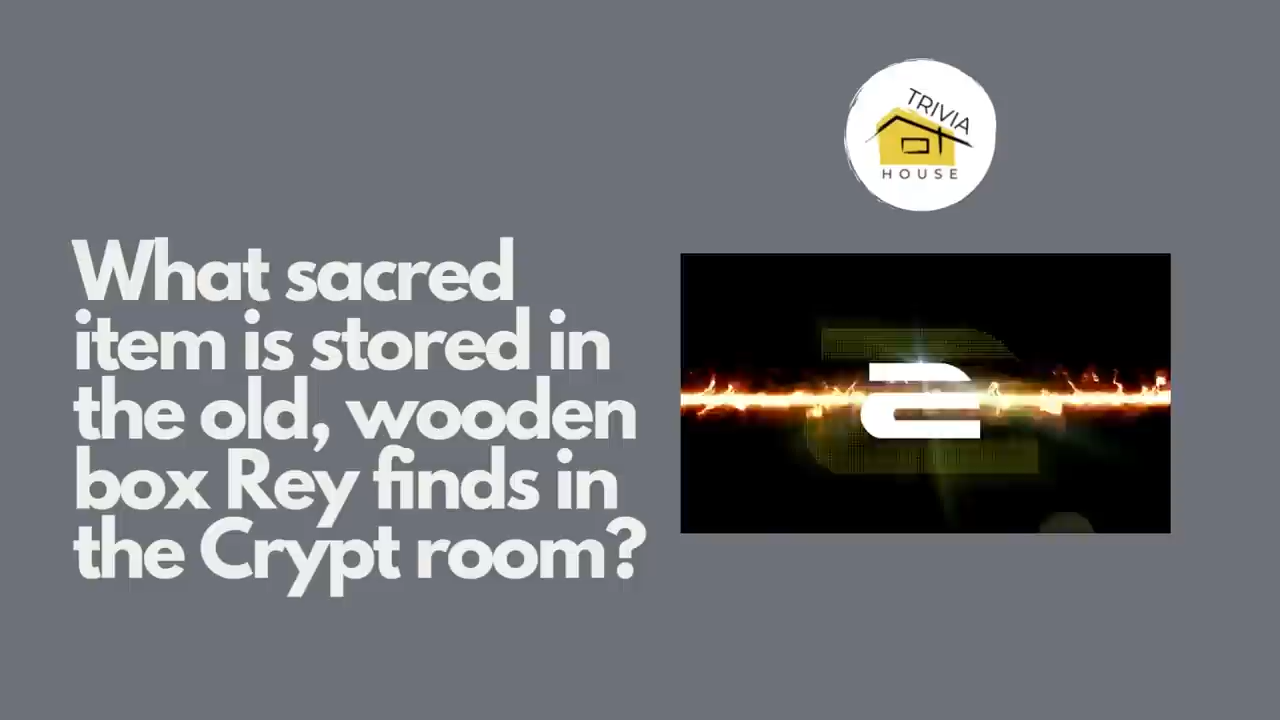 TRIVIA
HOUSE
What sacred
item is stored in
the old, wooden
box Rey finds in
the Crypt room?
2